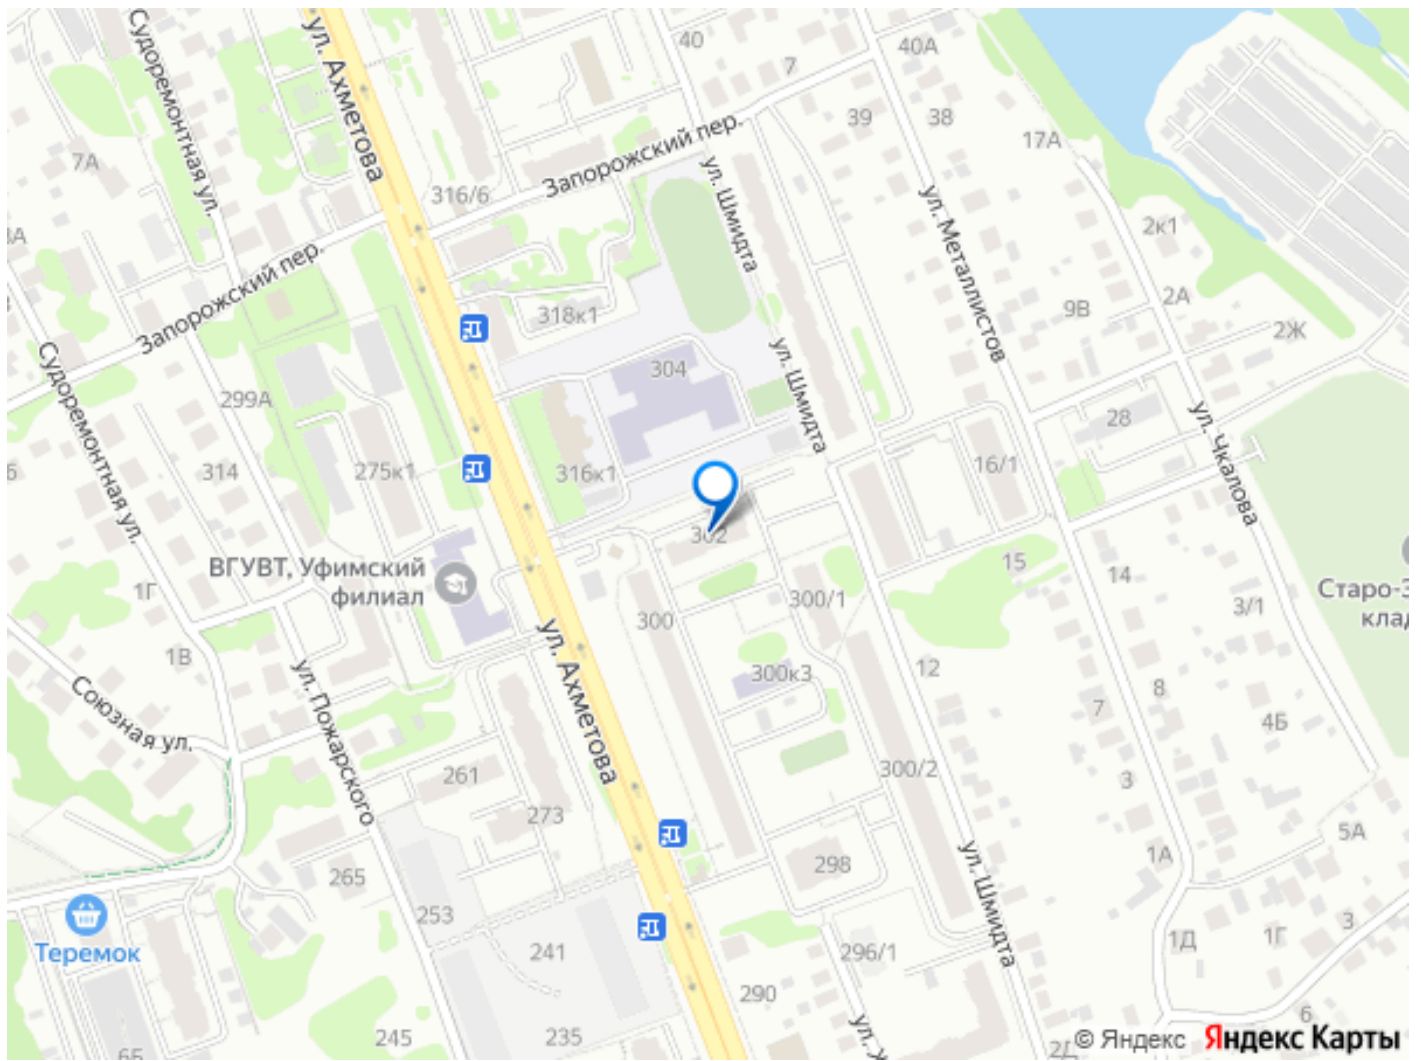 Судоремонтная ул.
ул. Ахметова
40
40А
7
39
38
17А
7А
316/6
Запорожский пер.
ул. Шмидта
ул. Металлистов
2к1
Запорожский пер.
318к1
9В
2А
2Ж
Судоремонтная ул.
304
ул. Шмидта
299А
28
ул. Чкалова
314
275к1
316к1
16/1
302
ВГУВТ, Уфимский
филиал
1Г
300
300/1
15
14
3/1
1В
ул. Ахметова
300к3
12
Союзная ул.
ул. Пожарского
7
8
4Б
261
273
300/2
3
5А
265
298
ул. Шмидта
1А
253
Теремок
241
296/1
1Д
1Г
3
290
245
235
6
6Б
2Д
© Яндекс Яндекс Карты